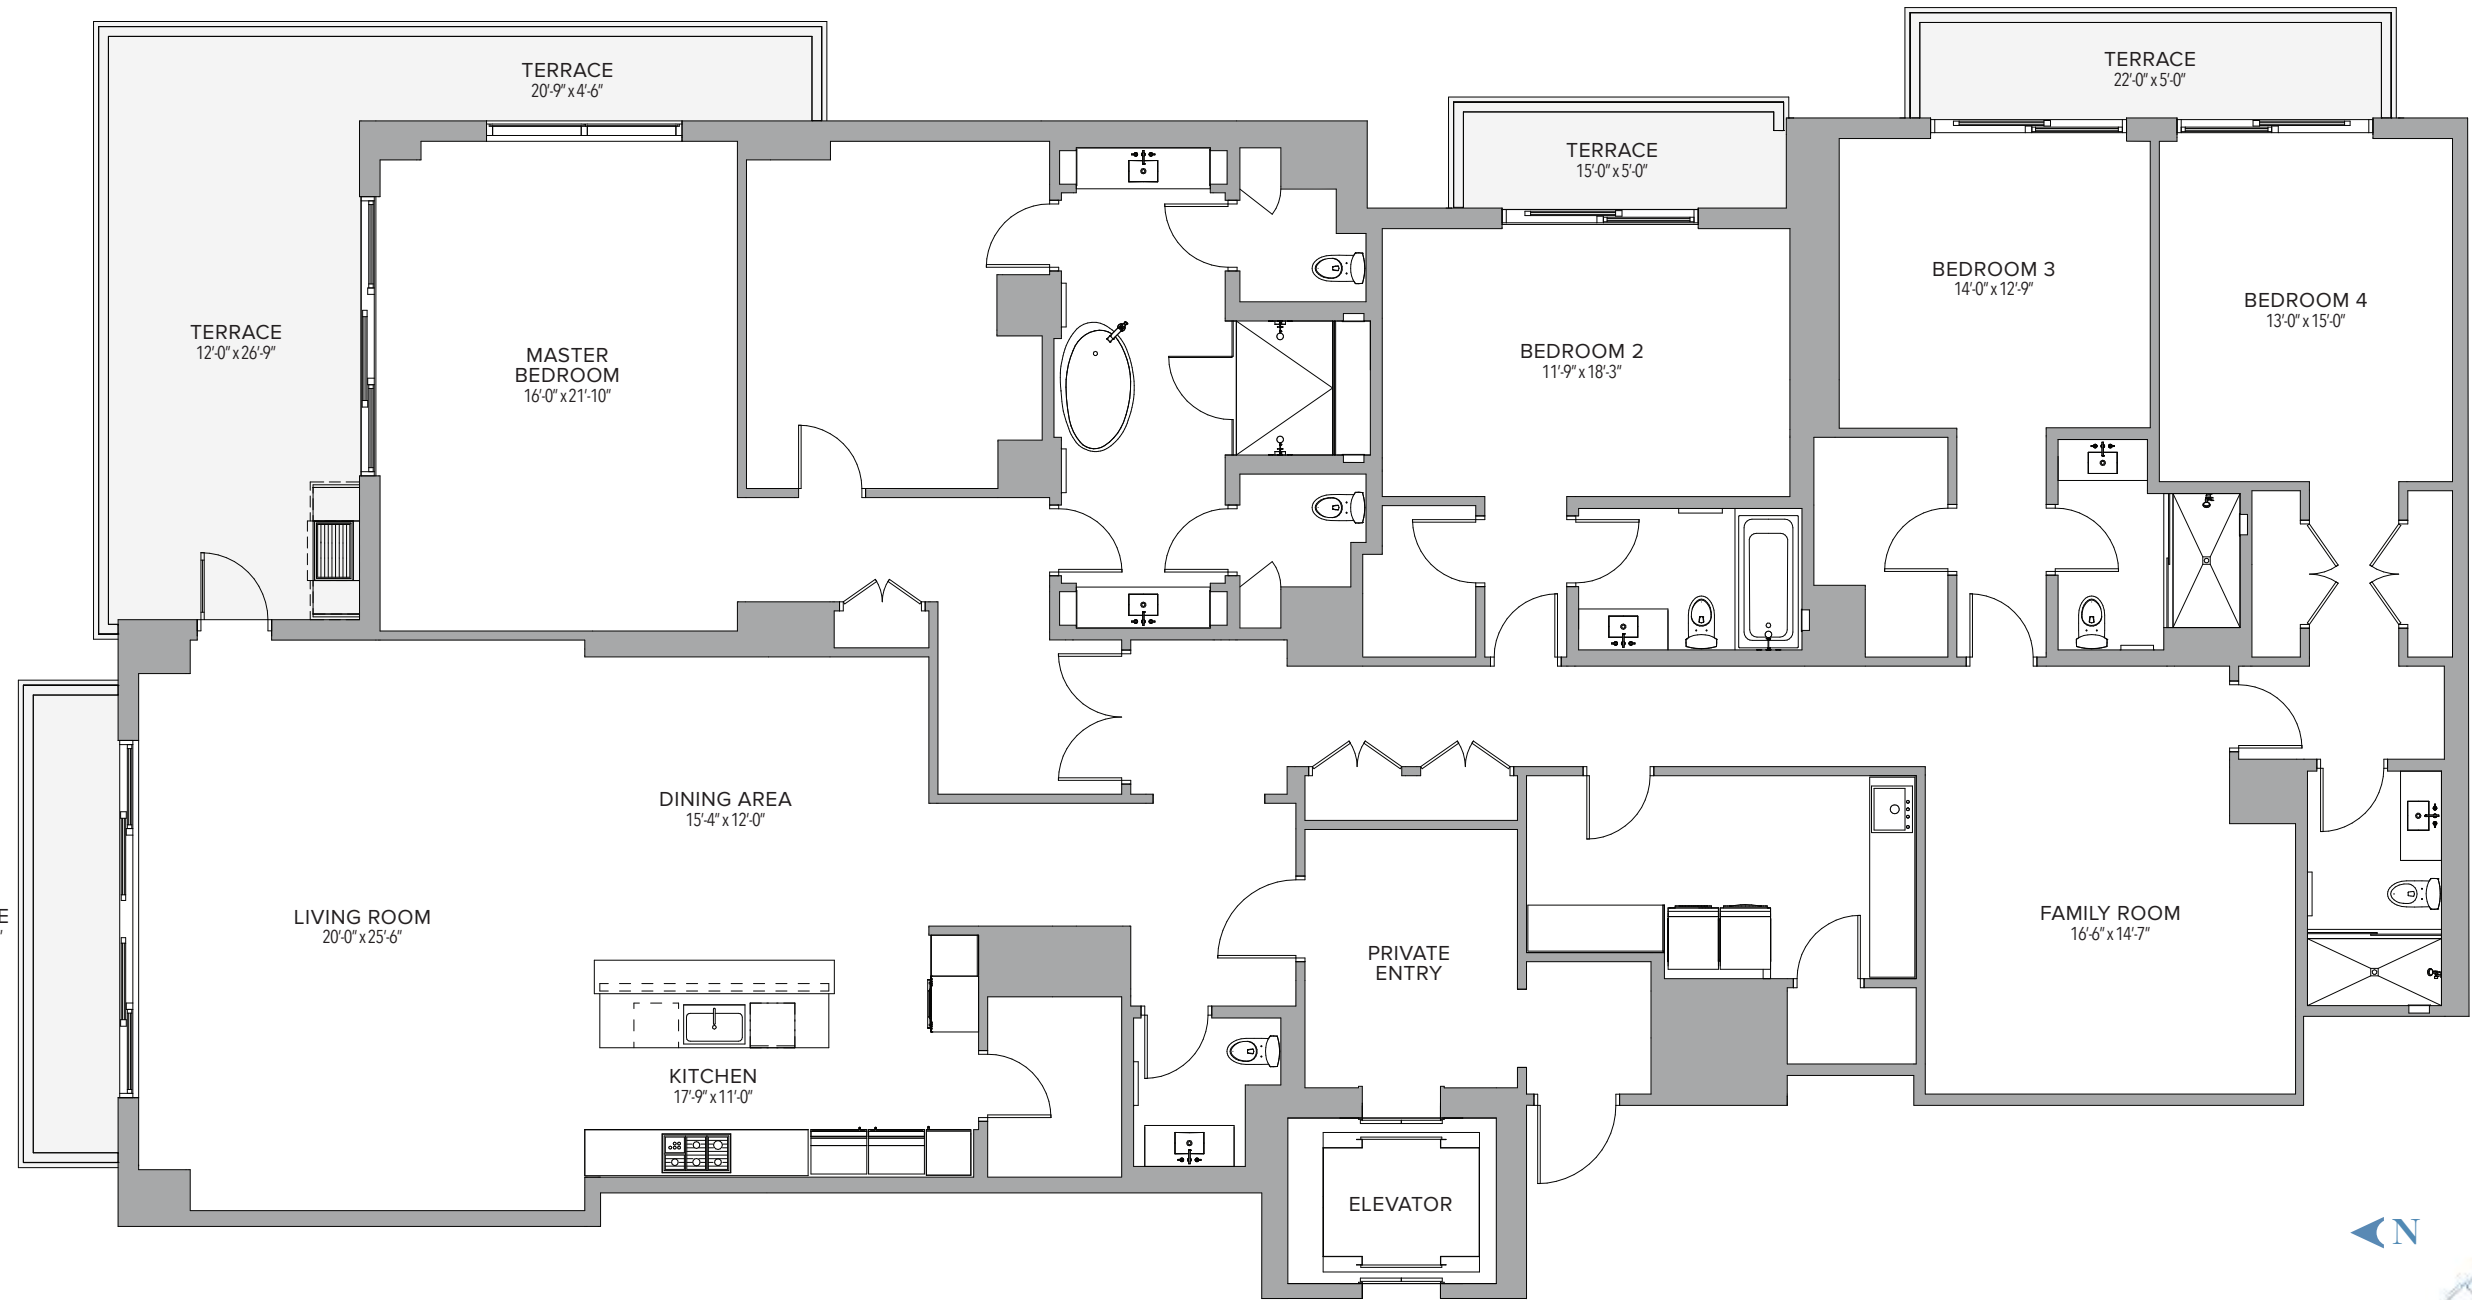 TERRACE
20'-9" x 4'-6"
TERRACE
22'-0" x 5'-0"
TERRACE
15'-0" x 5'-0"
TERRACE
12'-0" x 26'-9"
MASTER
BEDROOM
16'-0" x 21'-10"
BEDROOM 2
11'-9" x 18'-3"
BEDROOM 3
14'-0" x 12'-9"
BEDROOM 4
13'-0" x 15'-0"
DINING AREA
15'-4" x 12'-0"
LIVING ROOM
20'-0" x 25'-6"
KITCHEN
17'-9" x 11'-0"
PRIVATE
ENTRY
FAMILY ROOM
16'-6" x 14'-7"
ELEVATOR
N